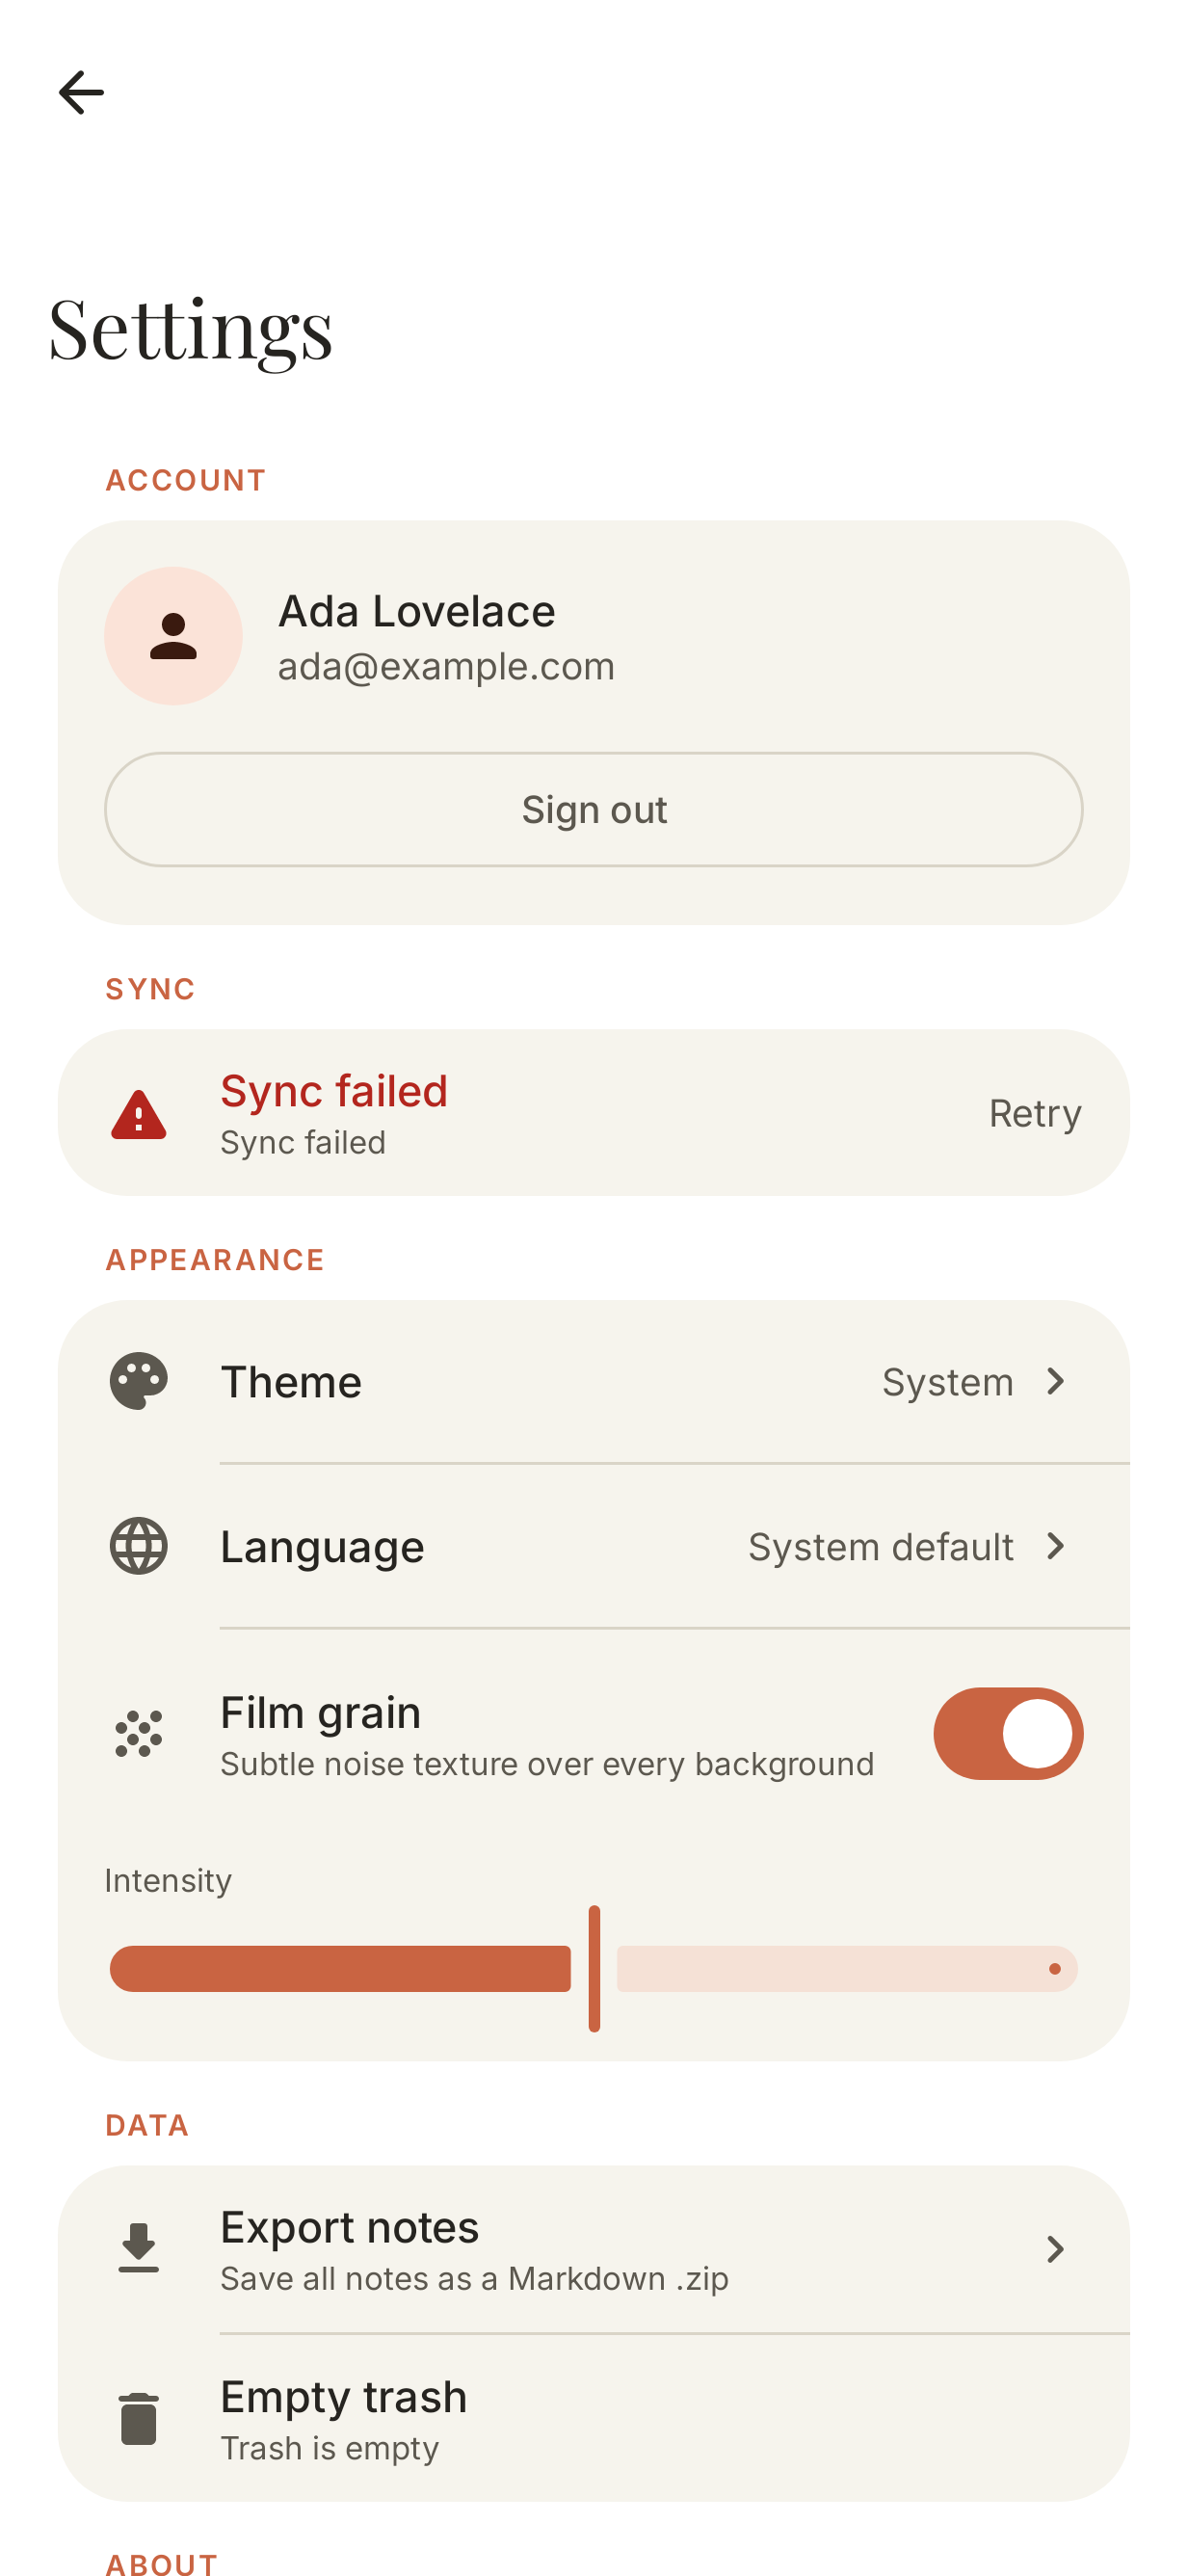 Settings
ACCOUNT
Ada Lovelace
ada@example.com
Sign out
SYNC
Sync failed
Sync failed
Retry
APPEARANCE
Theme
System
Language
System default
Film grain
Subtle noise texture over every background
Intensity
DATA
Export notes
Save all notes as a Markdown .zip
Empty trash
Trash is empty
ABOUT